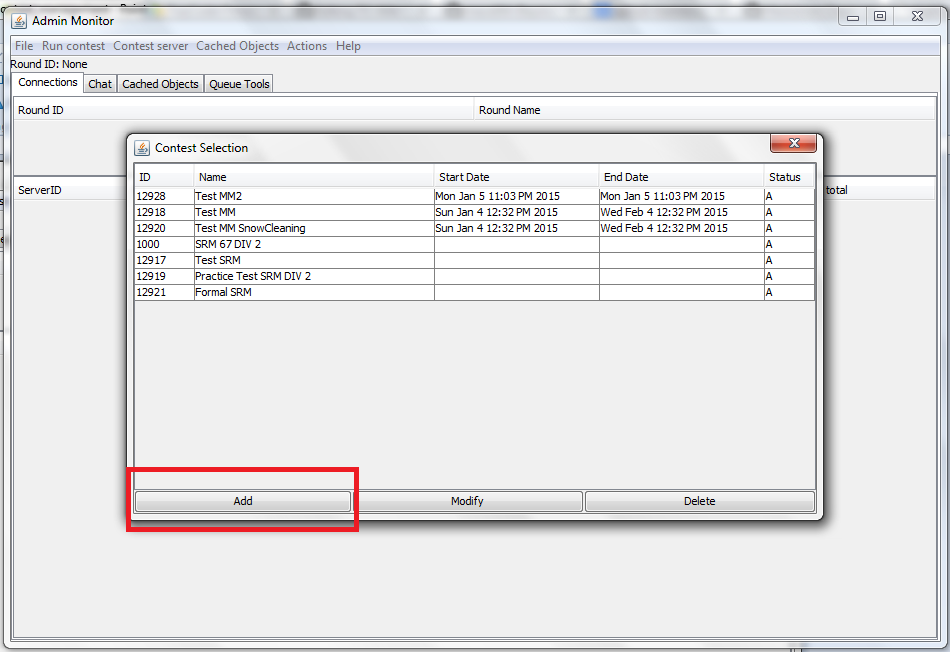 Admin Monitor
File Run contest Contest server Cached Objects Actions Help
Round ID: None
Connections Chat Cached Objects Queue Tools
Round ID Round Name
Contest Selection
ID Name Start Date End Date Status
ServerID total
12928 Test MM2 Mon Jan 5 11:03 PM 2015 Mon Jan 5 11:03 PM 2015 A
12918 Test MM Sun Jan 4 12:32 PM 2015 Wed Feb 4 12:32 PM 2015 A
12920 Test MM SnowCleaning Sun Jan 4 12:32 PM 2015 Wed Feb 4 12:32 PM 2015 A
1000 SRM 67 DIV 2 A
12917 Test SRM A
12919 Practice Test SRM DIV 2 A
12921 Formal SRM A
Add Modify Delete